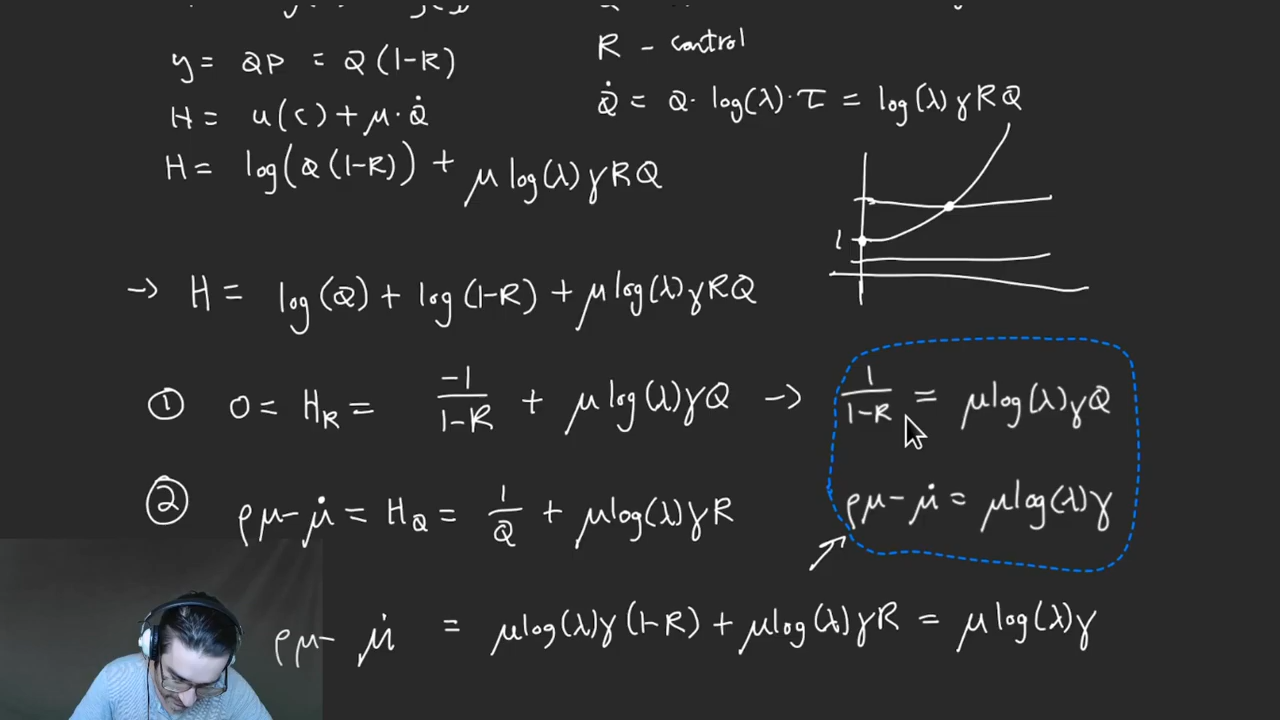 y = QP = Q(1-R)
R - control
H = u(c) + μ·Q̇
Q̇ = Q·log(λ)·τ = log(λ)γRQ
H = log(Q(1-R)) + μlog(λ)γRQ
1
→ H = log(Q) + log(1-R) + μlog(λ)γRQ
① 0 = H_R = -1/(1-R) + μlog(λ)γQ → 1/(1-R) = μlog(λ)γQ
② ρμ - μ̇ = H_Q = 1/Q + μlog(λ)γR
ρμ - μ̇ = μlog(λ)γ
ρμ - μ̇ = μlog(λ)γ(1-R) + μlog(λ)γR = μlog(λ)γ